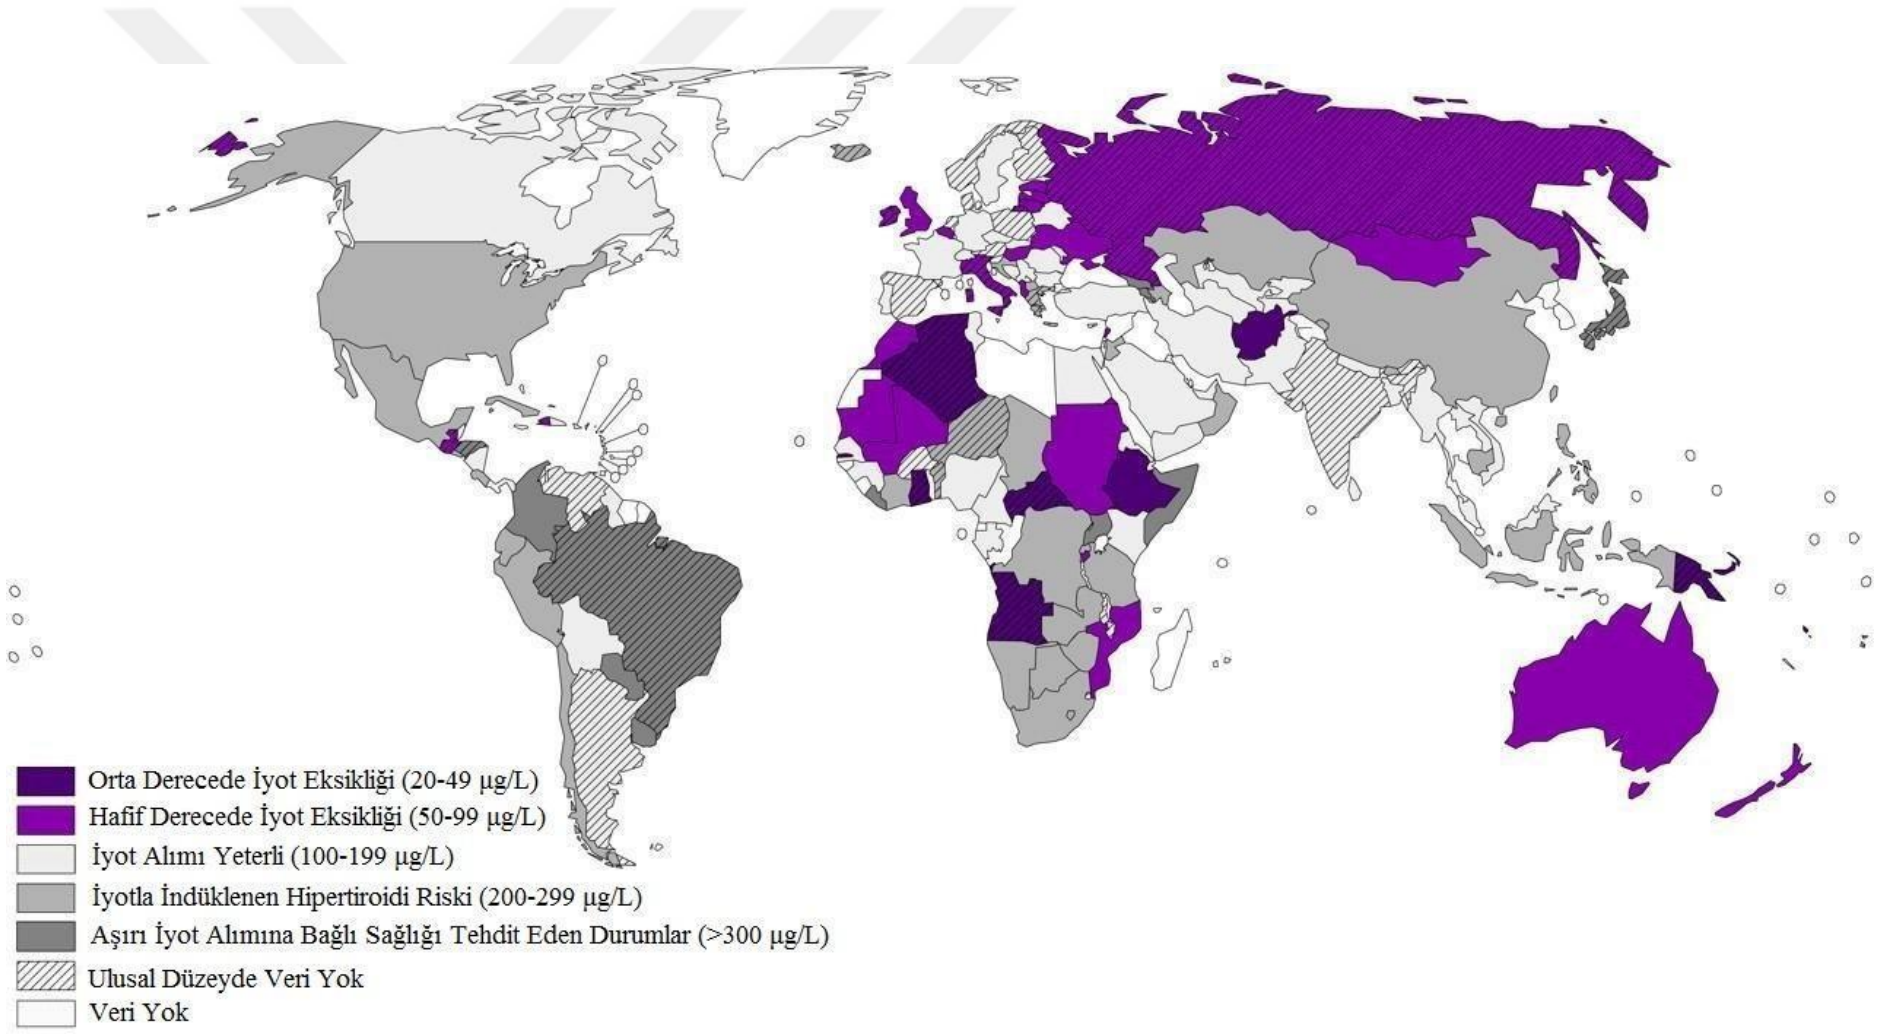 Orta Derecede İyot Eksikliği (20-49 µg/L)
Hafif Derecede İyot Eksikliği (50-99 µg/L)
İyot Alımı Yeterli (100-199 µg/L)
İyotla İndüklenen Hipertiroidi Riski (200-299 µg/L)
Aşırı İyot Alımına Bağlı Sağlığı Tehdit Eden Durumlar (>300 µg/L)
Ulusal Düzeyde Veri Yok
Veri Yok